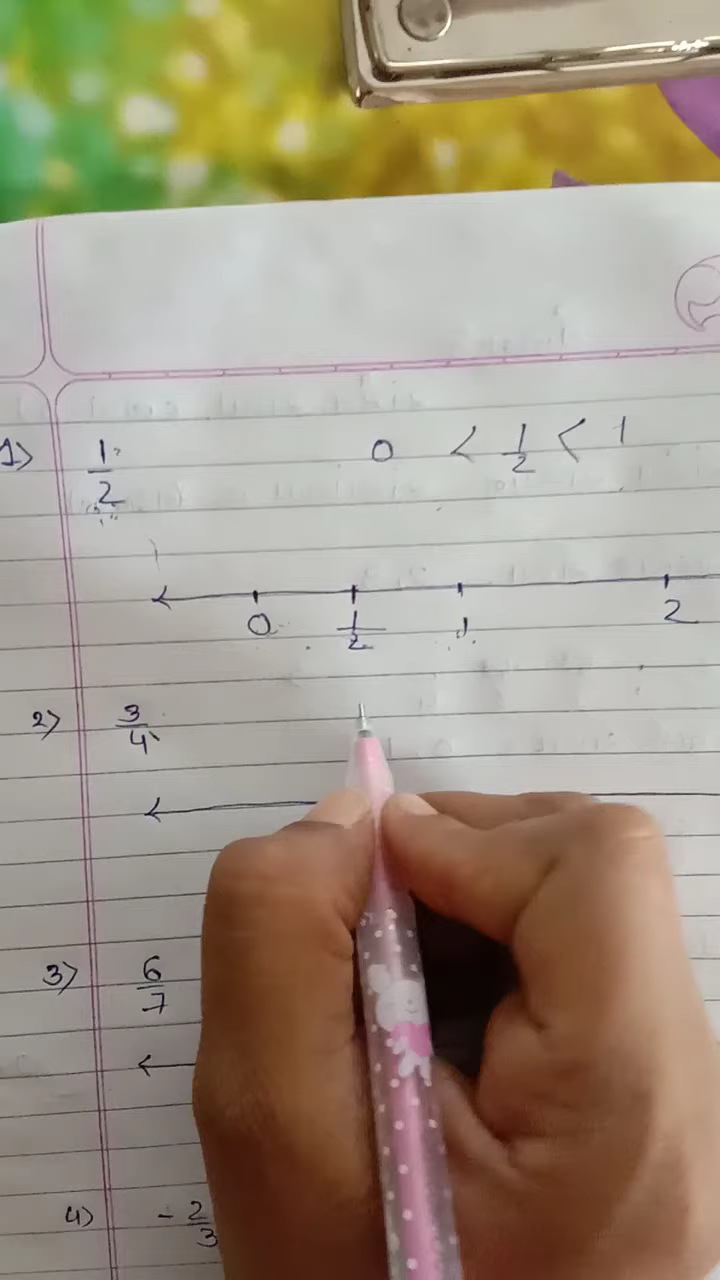 1) 1/2 0 < 1/2 < 1
0 1/2 1 2
2) 3/4
3) 6/7
4) -2/3